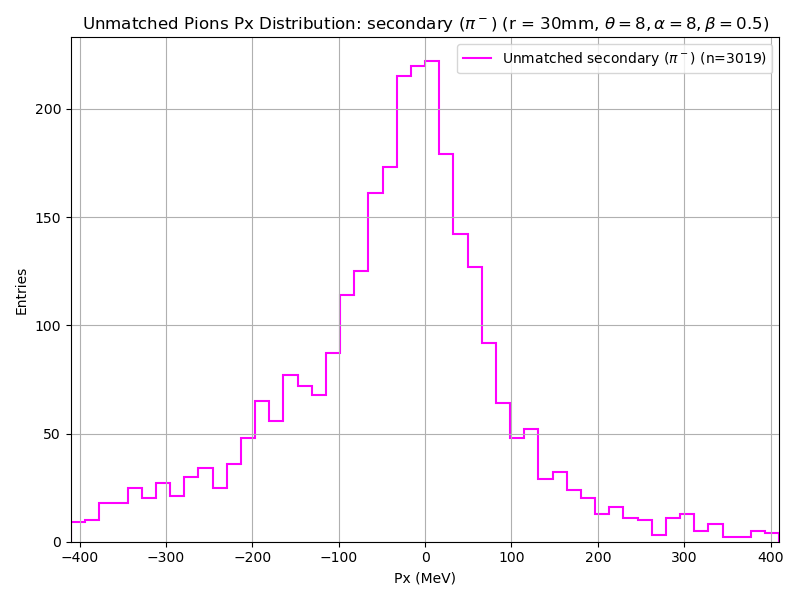 Unmatched Pions Px Distribution: secondary (π⁻) (r = 30mm, θ = 8, α = 8, β = 0.5)
Unmatched secondary (π⁻) (n=3019)
Entries
200
150
100
50
0
−400 −300 −200 −100 0 100 200 300 400
Px (MeV)